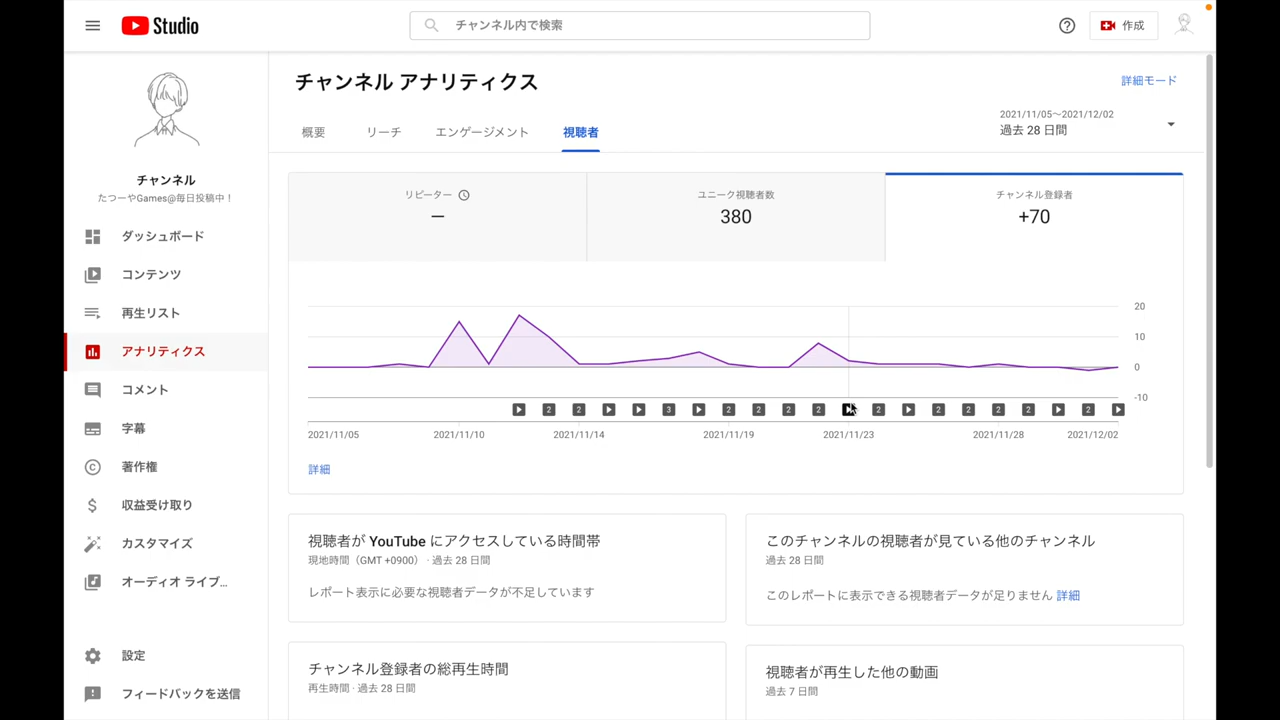 Studio
チャンネル内で検索
作成
チャンネル
たつーやGames@毎日投稿中！
ダッシュボード
コンテンツ
再生リスト
アナリティクス
コメント
字幕
著作権
収益受け取り
カスタマイズ
オーディオ ライブ...
設定
フィードバックを送信
チャンネル アナリティクス
詳細モード
概要
リーチ
エンゲージメント
視聴者
2021/11/05～2021/12/02
過去 28 日間
リピーター
—
ユニーク視聴者数
380
チャンネル登録者
+70
20
10
0
-10
2 2 3 2 2 2 2 2 2 2 2 2 2
2021/11/05 2021/11/10 2021/11/14 2021/11/19 2021/11/23 2021/11/28 2021/12/02
詳細
視聴者が YouTube にアクセスしている時間帯
現地時間（GMT +0900） · 過去 28 日間
レポート表示に必要な視聴者データが不足しています
このチャンネルの視聴者が見ている他のチャンネル
過去 28 日間
このレポートに表示できる視聴者データが足りません 詳細
チャンネル登録者の総再生時間
再生時間 · 過去 28 日間
視聴者が再生した他の動画
過去 7 日間